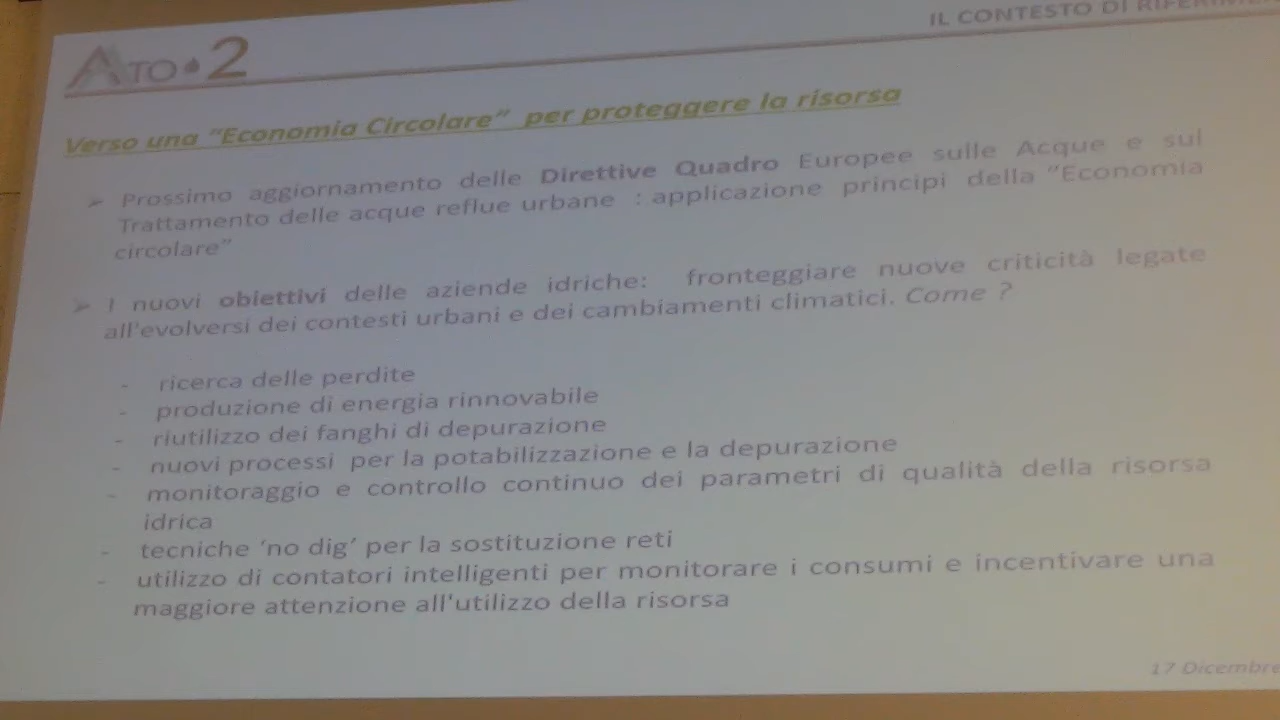 IL CONTESTO DI RIFERIMEN
ATO 2
Verso una "Economia Circolare" per proteggere la risorsa
➢ Prossimo aggiornamento delle Direttive Quadro Europee sulle Acque e sul
Trattamento delle acque reflue urbane : applicazione principi della "Economia
circolare"
➢ I nuovi obiettivi delle aziende idriche: fronteggiare nuove criticità legate
all'evolversi dei contesti urbani e dei cambiamenti climatici. Come ?
- ricerca delle perdite
- produzione di energia rinnovabile
- riutilizzo dei fanghi di depurazione
- nuovi processi per la potabilizzazione e la depurazione
- monitoraggio e controllo continuo dei parametri di qualità della risorsa
idrica
- tecniche 'no dig' per la sostituzione reti
- utilizzo di contatori intelligenti per monitorare i consumi e incentivare una
maggiore attenzione all'utilizzo della risorsa
17 Dicembre